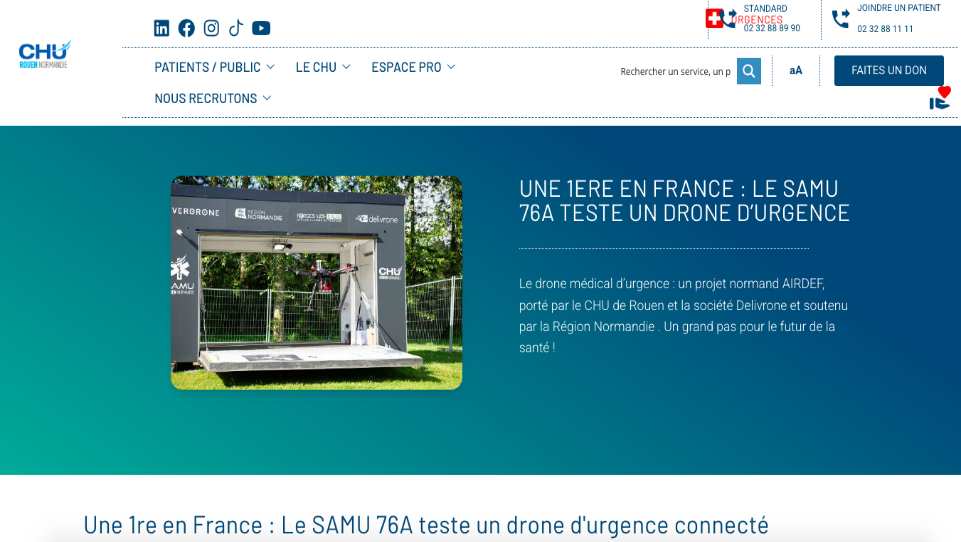 URGENCES
STANDARD
02 32 88 89 90
JOINDRE UN PATIENT
02 32 88 11 11
CHU
ROUEN NORMANDIE
PATIENTS / PUBLIC
LE CHU
ESPACE PRO
NOUS RECRUTONS
Rechercher un service, un p
aA
FAITES UN DON
VERDRONE
RÉGION
NORMANDIE
FORGES-LES-EAUX
delivrone
SAMU
CHU
UNE 1ERE EN FRANCE : LE SAMU
76A TESTE UN DRONE D’URGENCE
Le drone médical d’urgence : un projet normand AIRDEF,
porté par le CHU de Rouen et la société Delivrone et soutenu
par la Région Normandie . Un grand pas pour le futur de la
santé !
Une 1re en France : Le SAMU 76A teste un drone d'urgence connecté